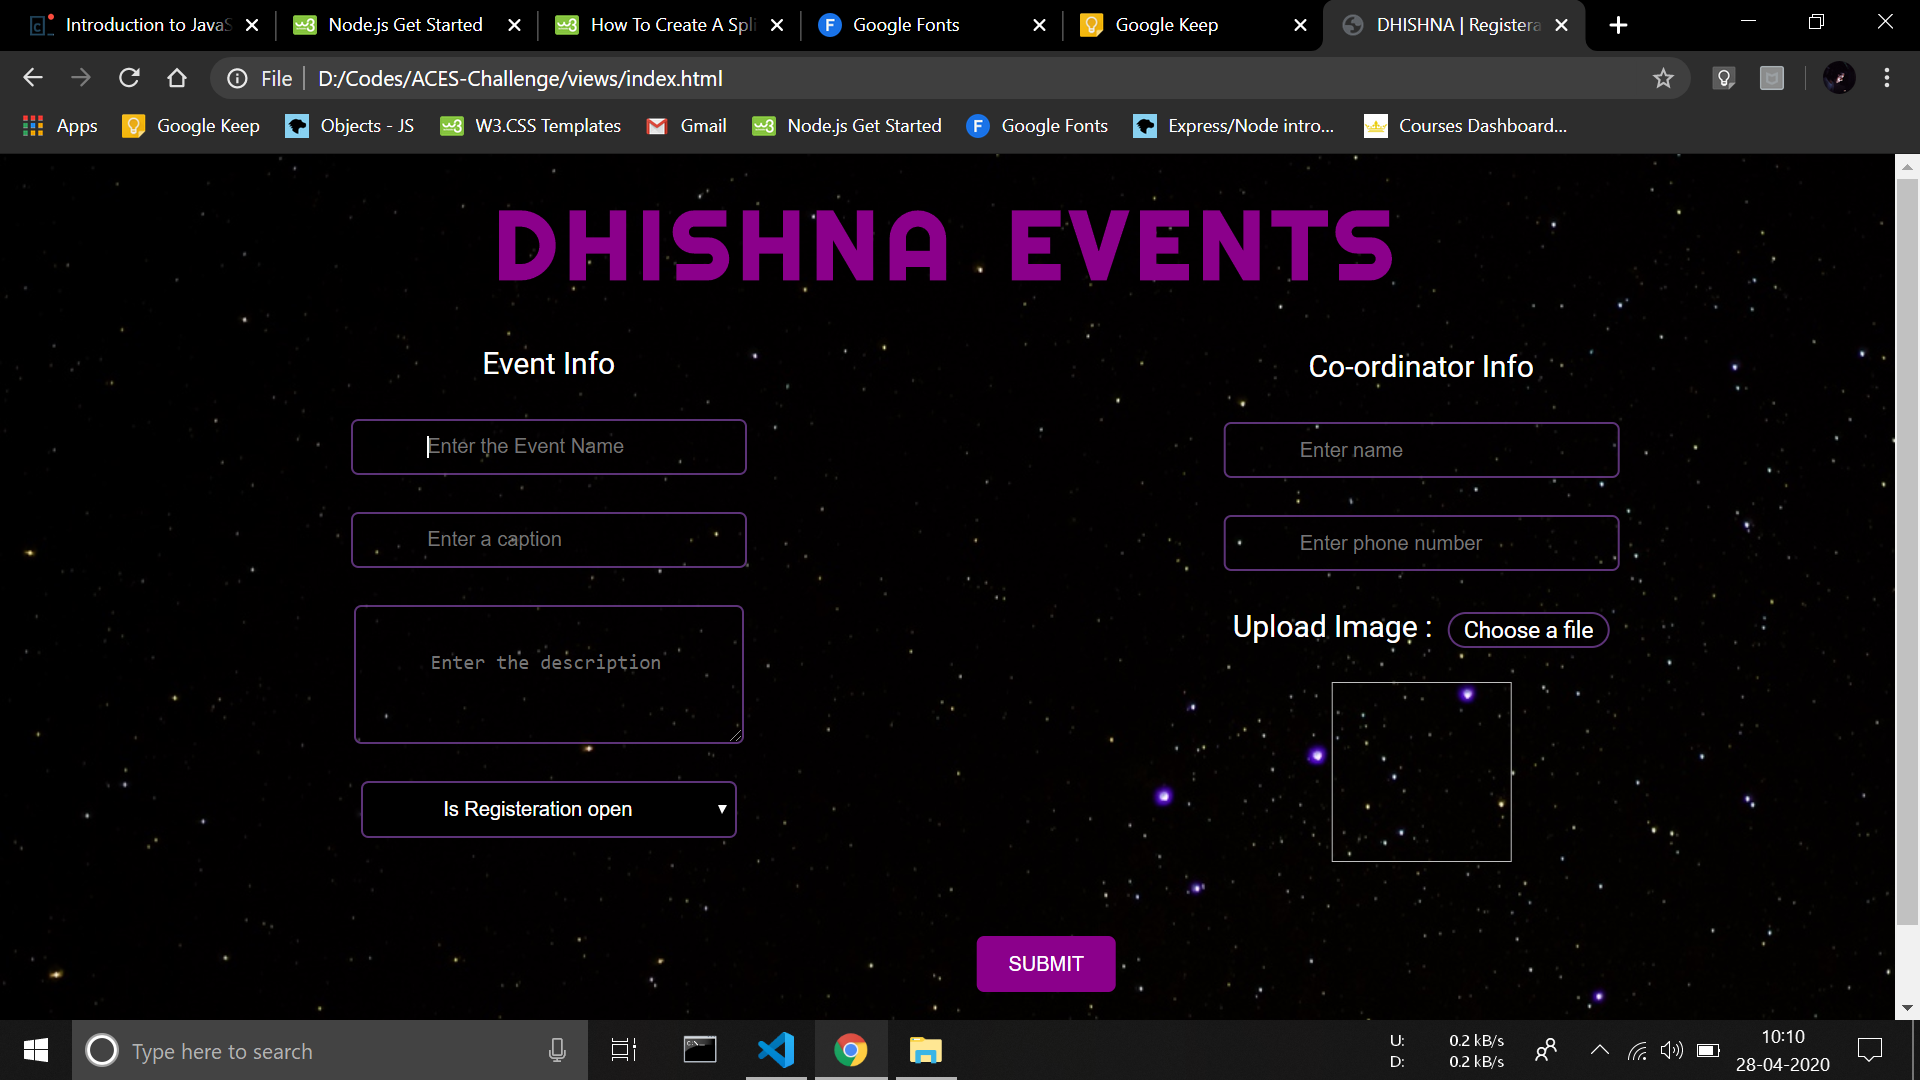 Introduction to JavaS
Node.js Get Started
How To Create A Spli
Google Fonts
Google Keep
DHISHNA | Registera
File
D:/Codes/ACES-Challenge/views/index.html
Apps
Google Keep
Objects - JS
W3.CSS Templates
Gmail
Node.js Get Started
Google Fonts
Express/Node intro...
Courses Dashboard...
DHISHNA EVENTS
Event Info
Enter the Event Name
Enter a caption
Enter the description
Is Registeration open
Co-ordinator Info
Enter name
Enter phone number
Upload Image :
Choose a file
SUBMIT
Type here to search
U: 0.2 kB/s
D: 0.2 kB/s
10:10
28-04-2020